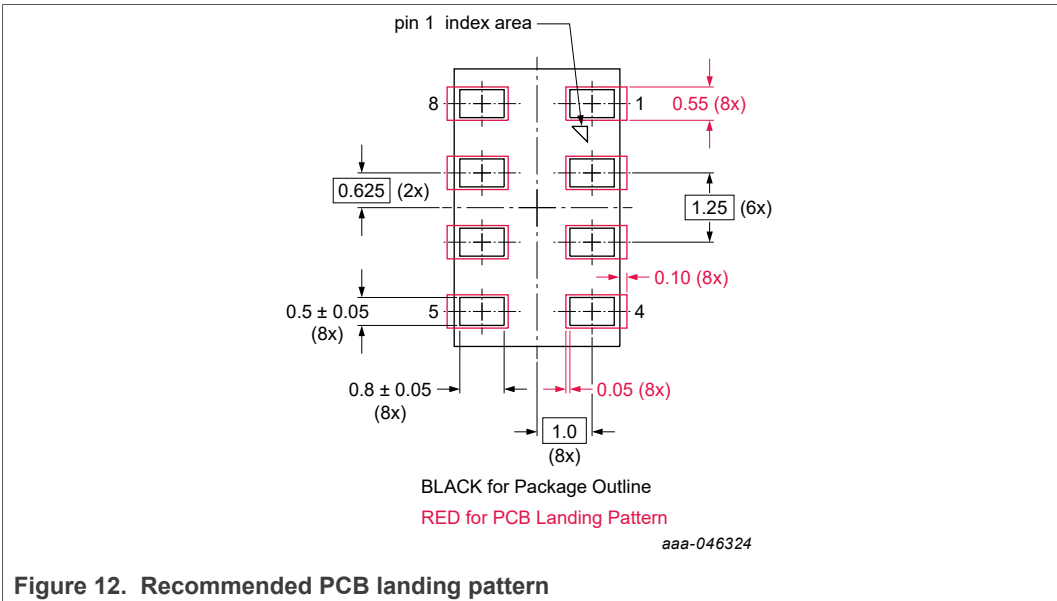 pin 1 index area
8
1
0.55 (8x)
0.625 (2x)
1.25 (6x)
0.10 (8x)
0.5 ± 0.05
(8x)
5
4
0.8 ± 0.05
(8x)
0.05 (8x)
1.0
(8x)
BLACK for Package Outline
RED for PCB Landing Pattern
aaa-046324
Figure 12. Recommended PCB landing pattern